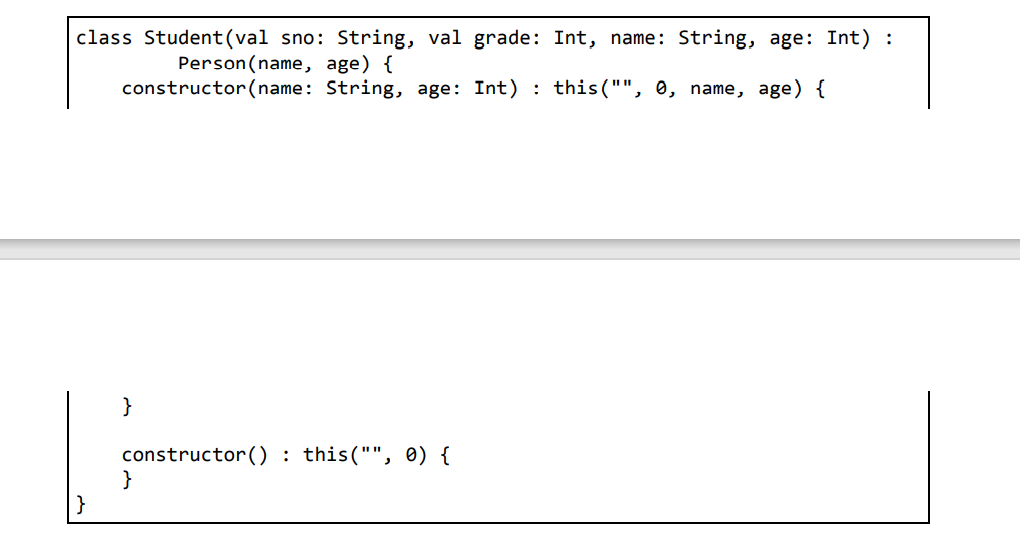 class Student(val sno: String, val grade: Int, name: String, age: Int) :
Person(name, age) {
constructor(name: String, age: Int) : this("", 0, name, age) {
}
constructor() : this("", 0) {
}
}